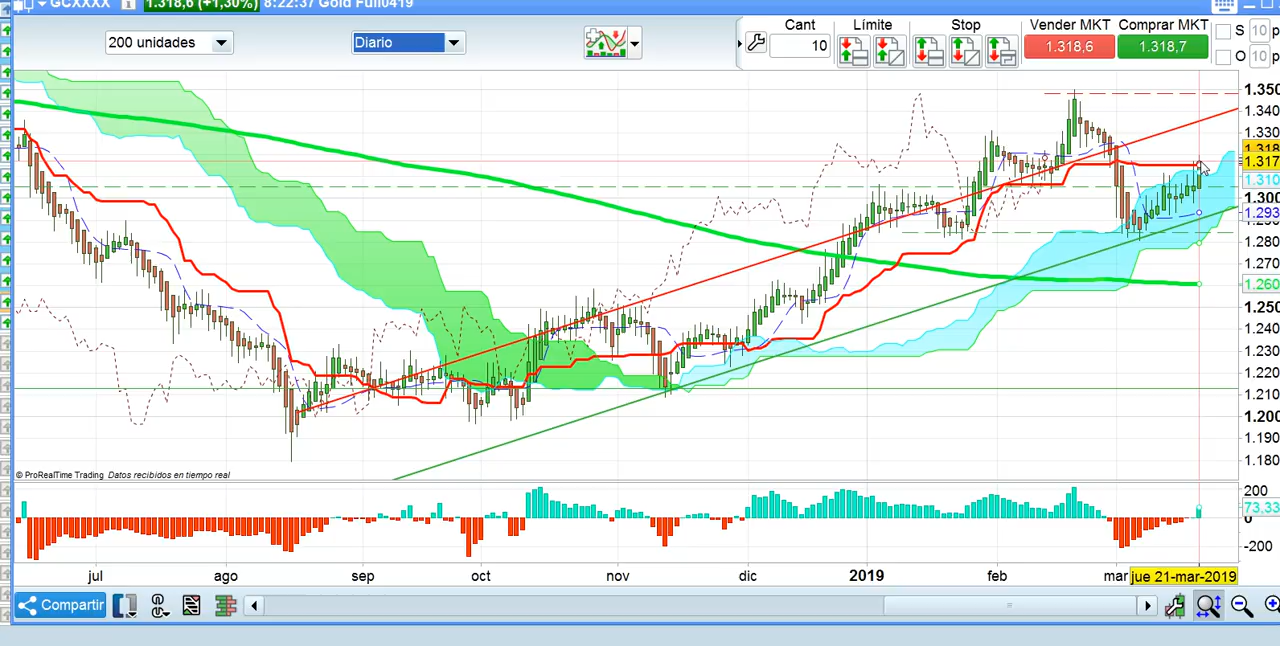 GCXXXX 1.318,6 (+1,30%) 8:22:37 Gold Full0419
200 unidades
Diario
Cant
10
Límite
Stop
Vender MKT
1.318,6
Comprar MKT
1.318,7
S 10 p
O 10 p
1.350
1.340
1.330
1.318
1.317
1.310
1.300
1.293
1.280
1.270
1.260
1.250
1.240
1.230
1.220
1.210
1.200
1.190
1.180
© ProRealTime Trading Datos recibidos en tiempo real
200
73,33
0
-200
jul ago sep oct nov dic 2019 feb mar jue 21-mar-2019
Compartir